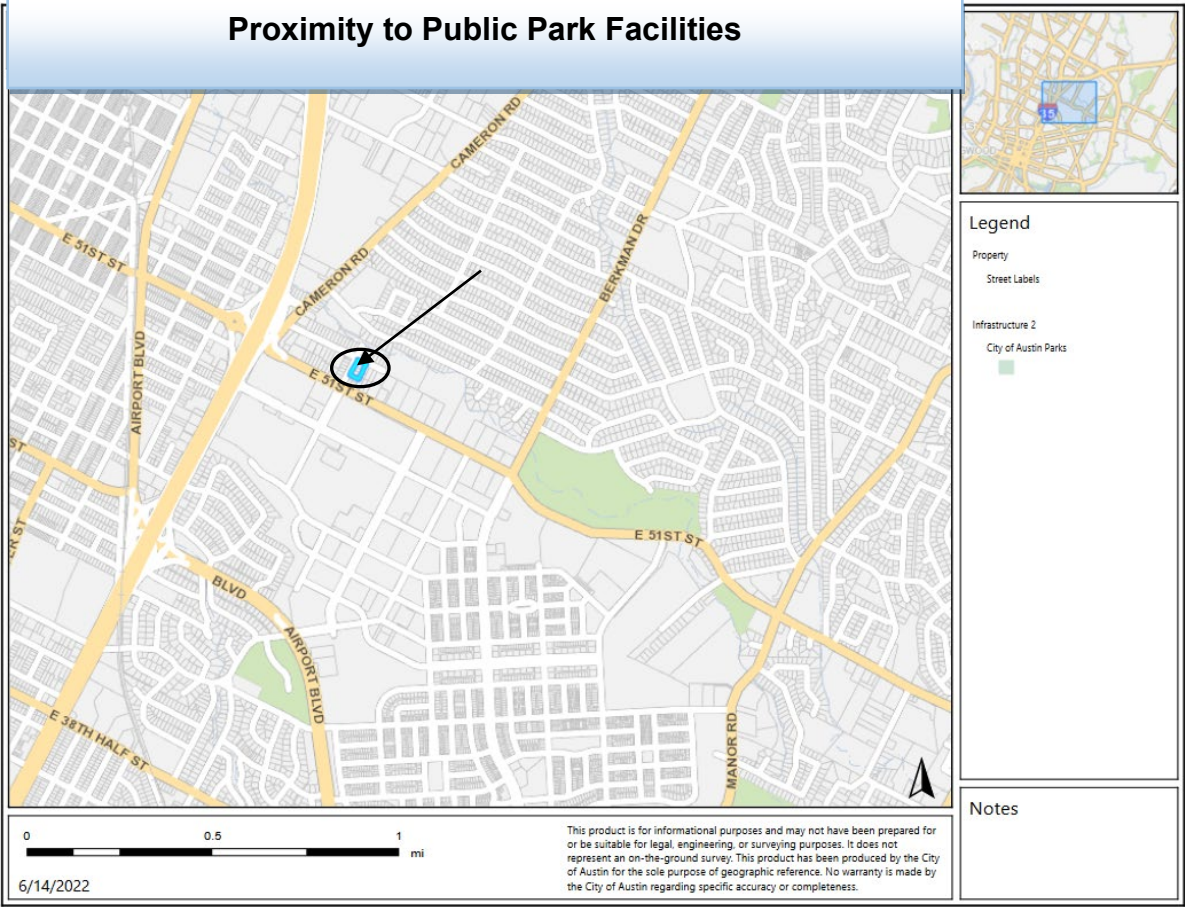 Proximity to Public Park Facilities
CAMERON RD
E 51ST ST
CAMERON RD
BERKMAN DR
AIRPORT BLVD
E 51ST ST
ST
E 51ST ST
ER ST
BLVD
AIRPORT BLVD
E 38TH HALF ST
MANOR RD
15
Legend
Property
Street Labels
Infrastructure 2
City of Austin Parks
Notes
0 0.5 1
mi
6/14/2022
This product is for informational purposes and may not have been prepared for
or be suitable for legal, engineering, or surveying purposes. It does not
represent an on-the-ground survey. This product has been produced by the City
of Austin for the sole purpose of geographic reference. No warranty is made by
the City of Austin regarding specific accuracy or completeness.